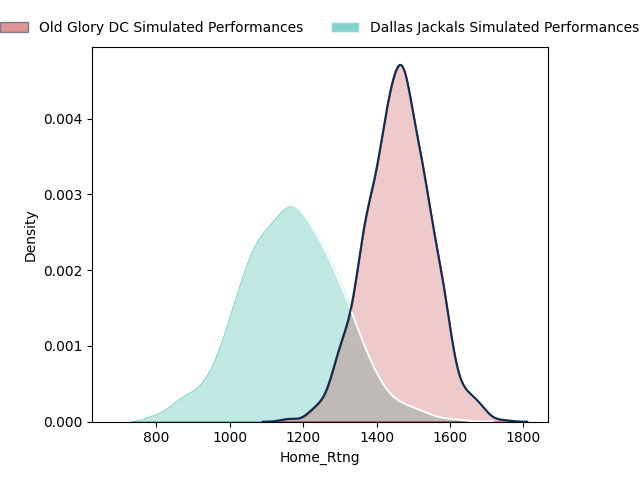 Old Glory DC Simulated Performances
Dallas Jackals Simulated Performances
0.004
0.003
0.002
0.001
0.000
Density
800
1000
1200
1400
1600
1800
Home_Rtng